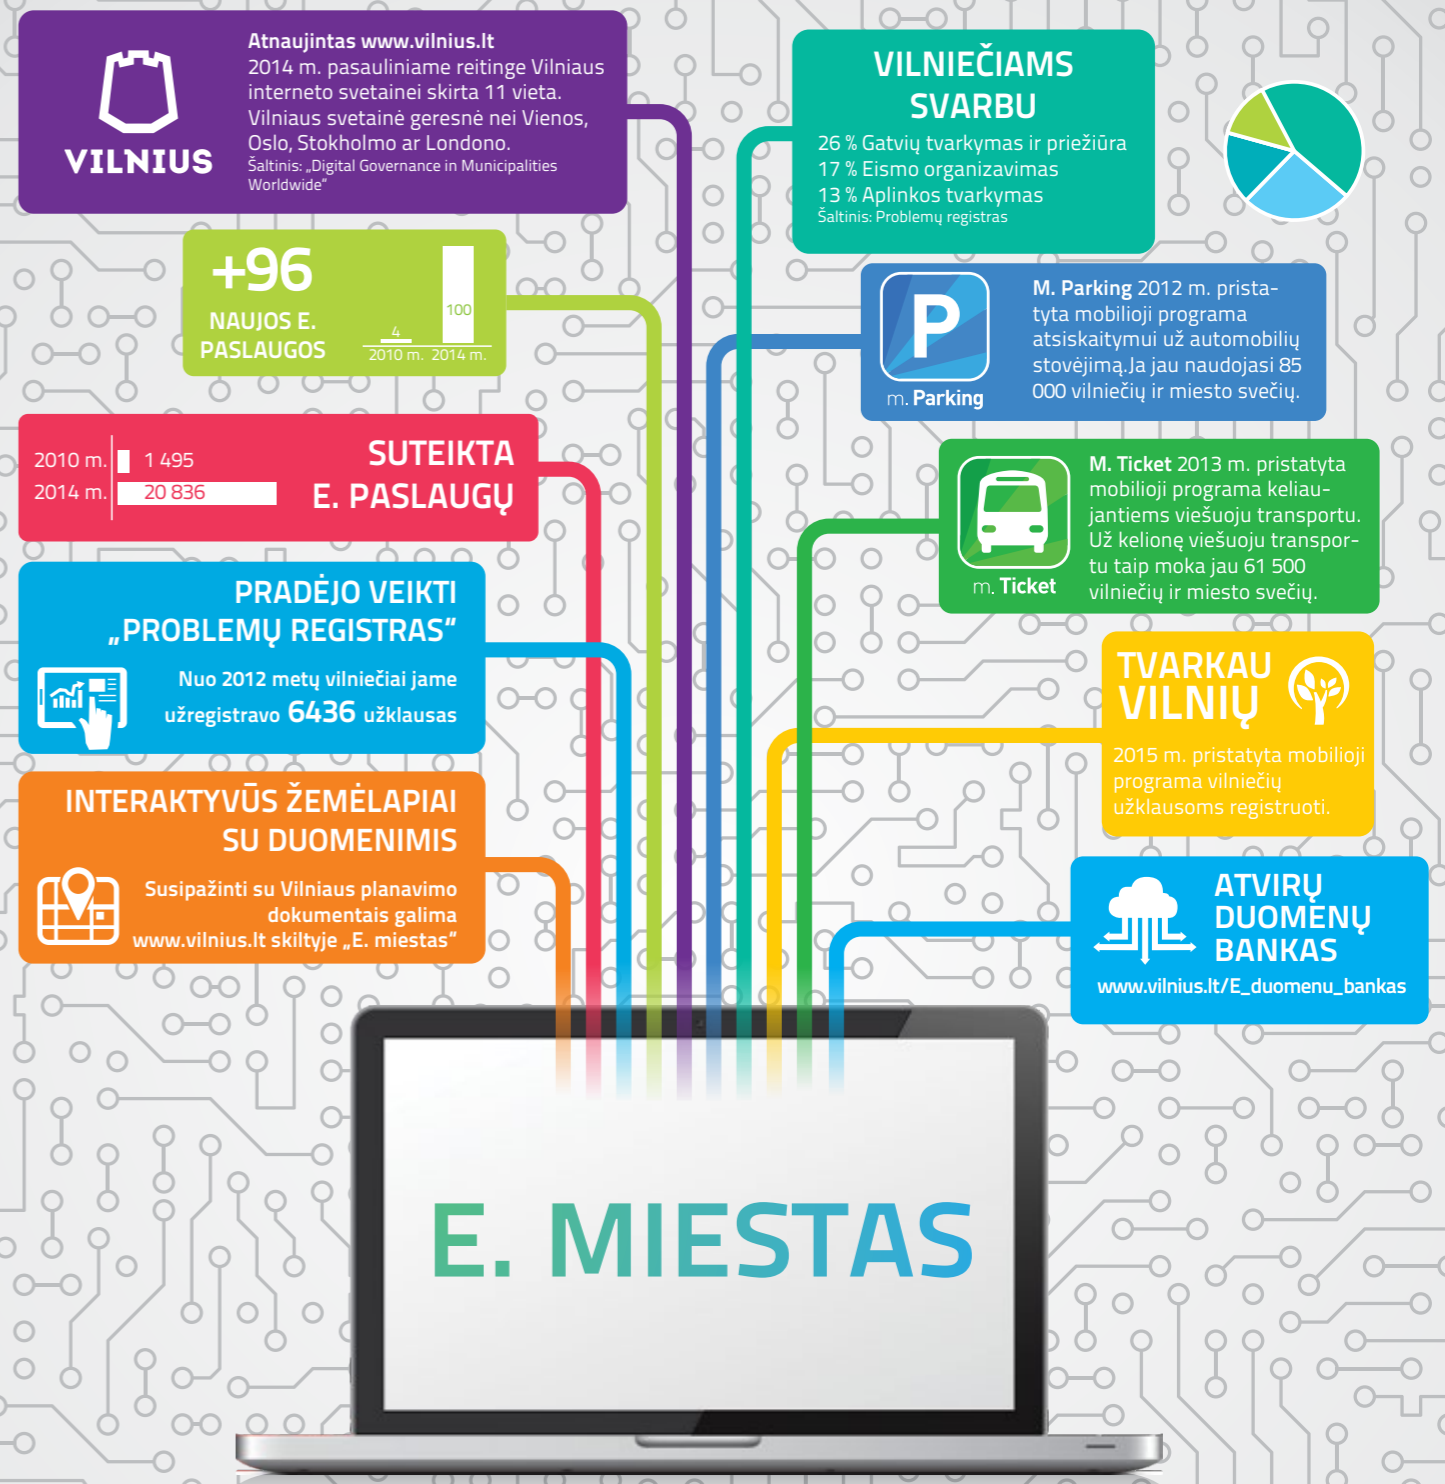 VILNIUS
Atnaujintas www.vilnius.lt
2014 m. pasauliniame reitinge Vilniaus
interneto svetainei skirta 11 vieta.
Vilniaus svetainė geresnė nei Vienos,
Oslo, Stokholmo ar Londono.
Šaltinis: „Digital Governance in Municipalities
Worldwide“
+96
NAUJOS E.
PASLAUGOS
4
100
2010 m. 2014 m.
2010 m. 1 495
2014 m. 20 836
SUTEIKTA
E. PASLAUGŲ
PRADĖJO VEIKTI
„PROBLEMŲ REGISTRAS“
Nuo 2012 metų vilniečiai jame
užregistravo 6436 užklausas
INTERAKTYVŪS ŽEMĖLAPIAI
SU DUOMENIMIS
Susipažinti su Vilniaus planavimo
dokumentais galima
www.vilnius.lt skiltyje „E. miestas“
VILNIEČIAMS
SVARBU
26 % Gatvių tvarkymas ir priežiūra
17 % Eismo organizavimas
13 % Aplinkos tvarkymas
Šaltinis: Problemų registras
P
m. Parking
M. Parking 2012 m. prista-
tyta mobilioji programa
atsiskaitymui už automobilių
stovėjimą.Ja jau naudojasi 85
000 vilniečių ir miesto svečių.
m. Ticket
M. Ticket 2013 m. pristatyta
mobilioji programa keliau-
jantiems viešuoju transportu.
Už kelionę viešuoju transpor-
tu taip moka jau 61 500
vilniečių ir miesto svečių.
TVARKAU
VILNIŲ
2015 m. pristatyta mobilioji
programa vilniečių
užklausoms registruoti.
ATVIRŲ
DUOMENŲ
BANKAS
www.vilnius.lt/E_duomenu_bankas
E. MIESTAS